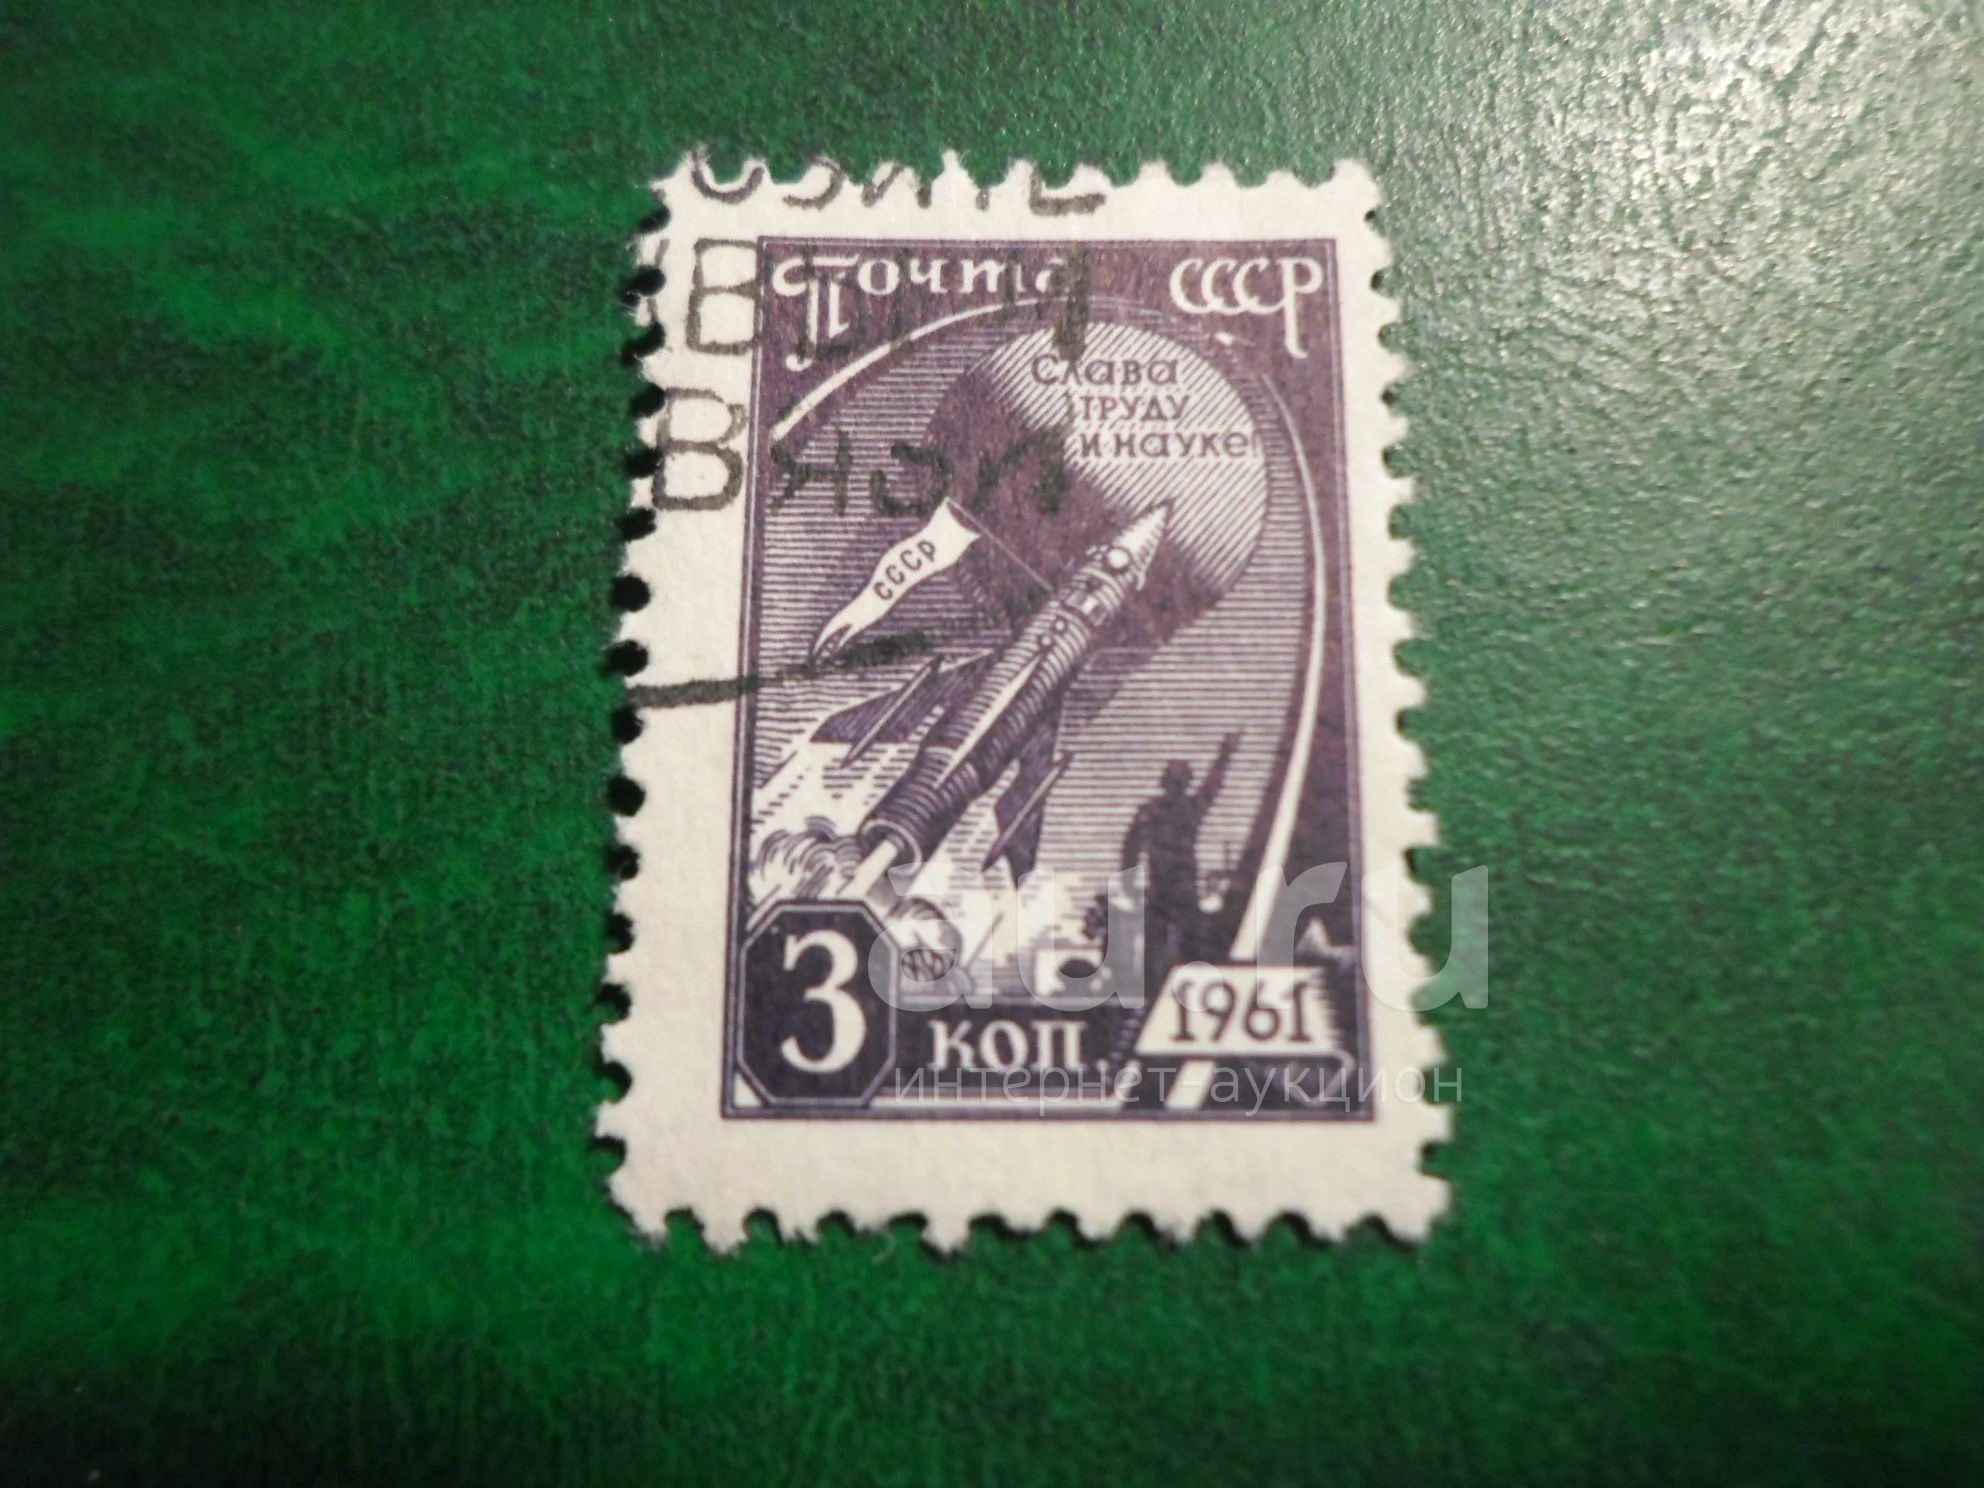 Почта СССР
Слава
труду
и науке!
СССР
3 коп.
1961
au.ru
интернет-аукцион